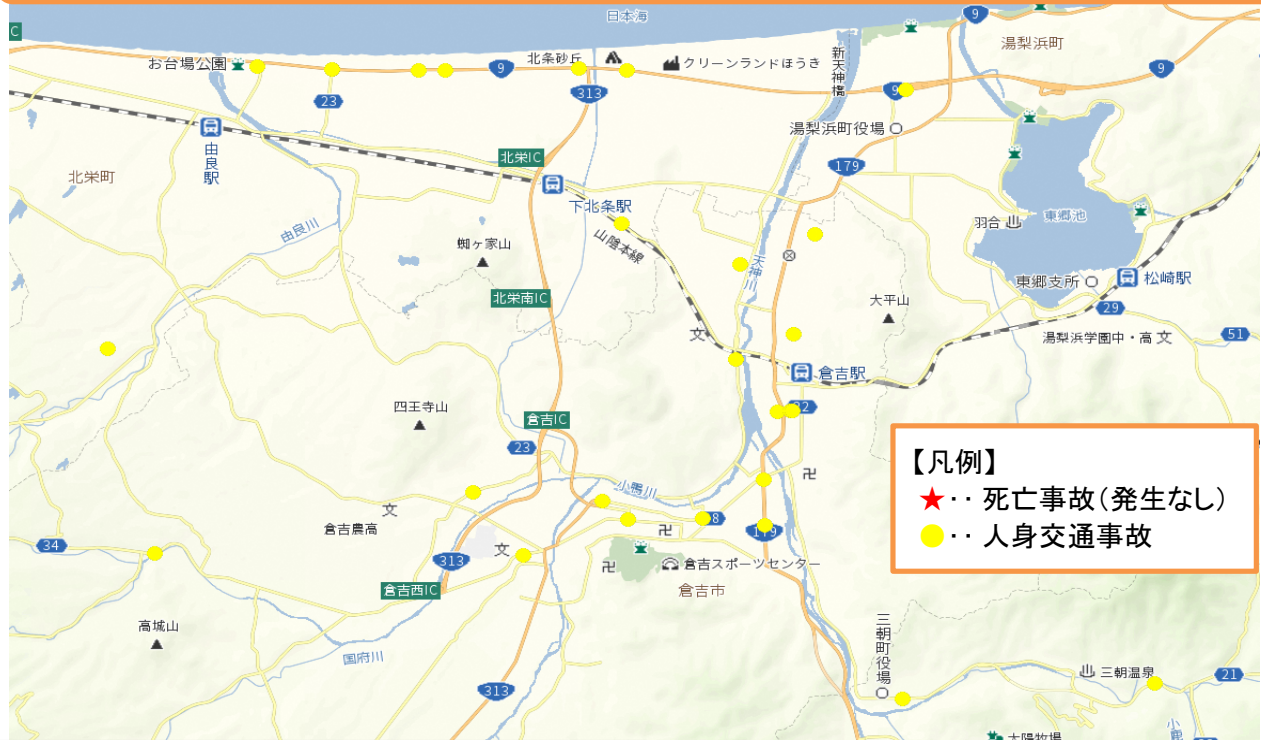 日本海
9
湯梨浜町
C
お台場公園
北条砂丘
クリーンランドほうき
新天神橋
9
9
9
23
313
湯梨浜町役場
由良駅
北栄IC
179
北栄町
下北条駅
羽合
東郷池
由良川
山陰本線
蜘ヶ家山
天神川
北栄南IC
大平山
東郷支所
松崎駅
29
文
湯梨浜学園中・高 文
51
倉吉駅
四王寺山
倉吉IC
22
23
【凡例】
★‥ 死亡事故(発生なし)
●‥ 人身交通事故
小鴨川
文
倉吉農高
34
文
313
179
倉吉スポーツセンター
倉吉西IC
倉吉市
高城山
国府川
三朝町役場
三朝温泉
21
313